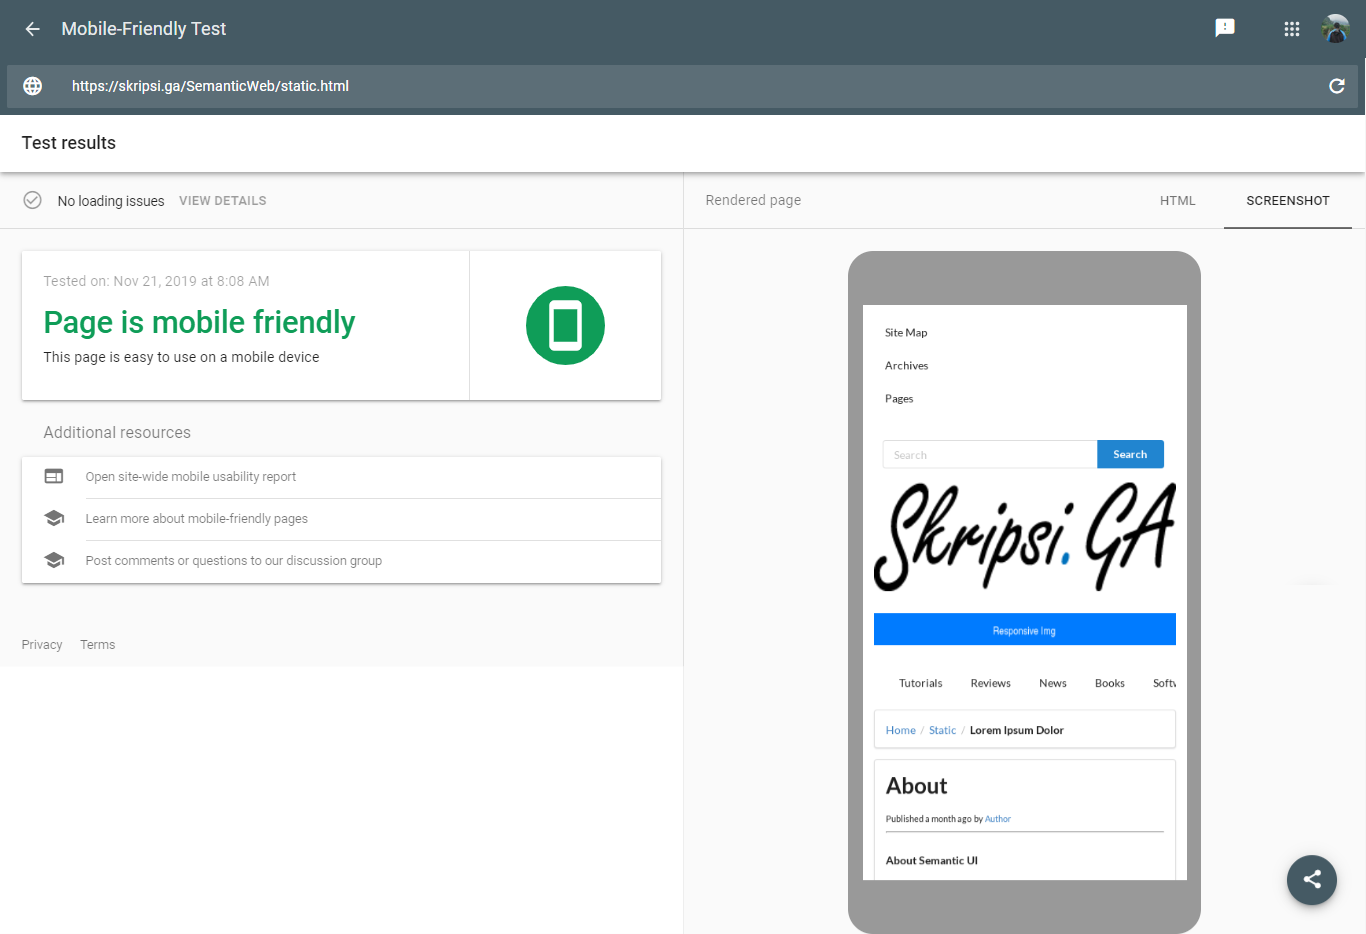 Mobile-Friendly Test
https://skripsi.ga/SemanticWeb/static.html
Test results
No loading issues VIEW DETAILS
Tested on: Nov 21, 2019 at 8:08 AM
Page is mobile friendly
This page is easy to use on a mobile device
Additional resources
Open site-wide mobile usability report
Learn more about mobile-friendly pages
Post comments or questions to our discussion group
Privacy Terms
Rendered page HTML SCREENSHOT
Site Map
Archives
Pages
Search Search
Skripsi.GA
Responsive Img
Tutorials Reviews News Books
Home / Static / Lorem Ipsum Dolor
About
Published a month ago by Author
About Semantic UI